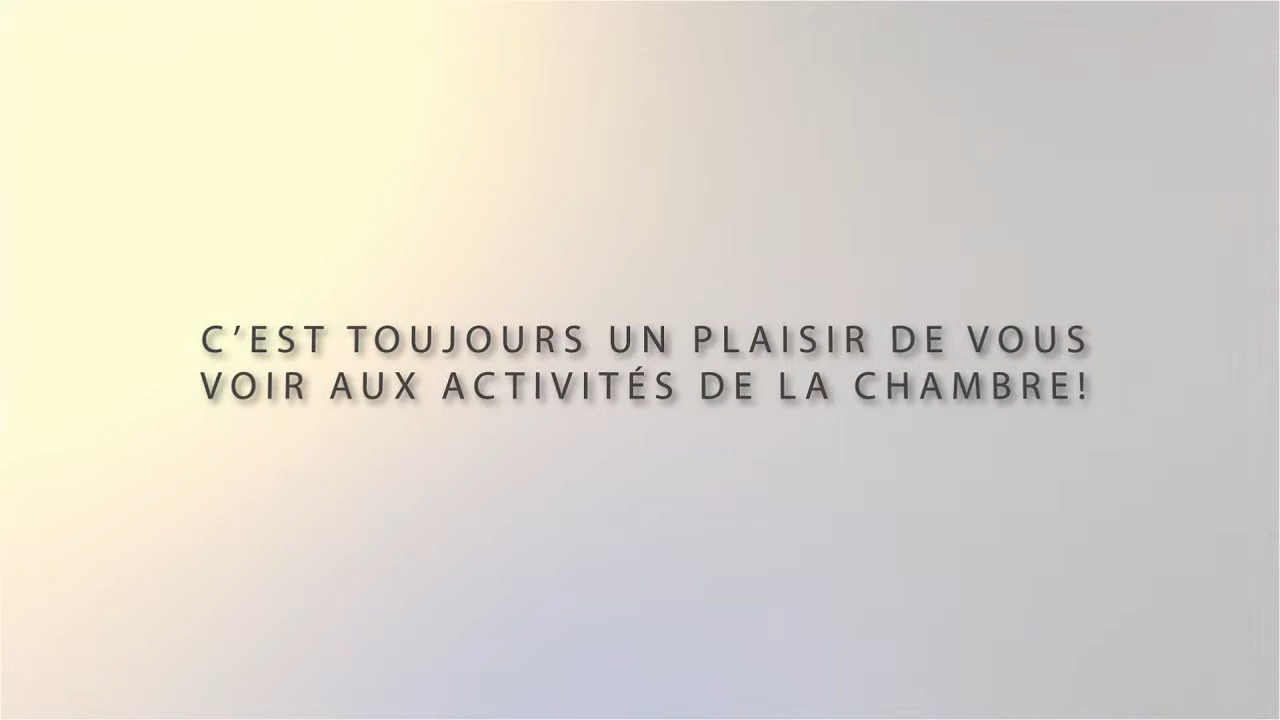 C’EST TOUJOURS UN PLAISIR DE VOUS
VOIR AUX ACTIVITÉS DE LA CHAMBRE!